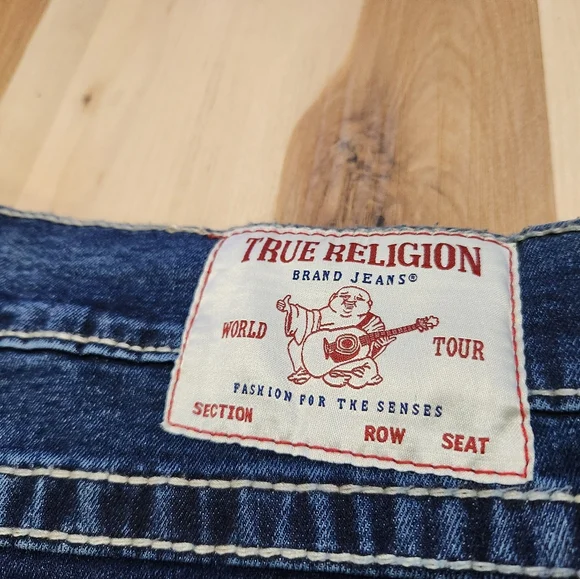 TRUE RELIGION
BRAND JEANS®
WORLD TOUR
FASHION FOR THE SENSES
SECTION ROW SEAT